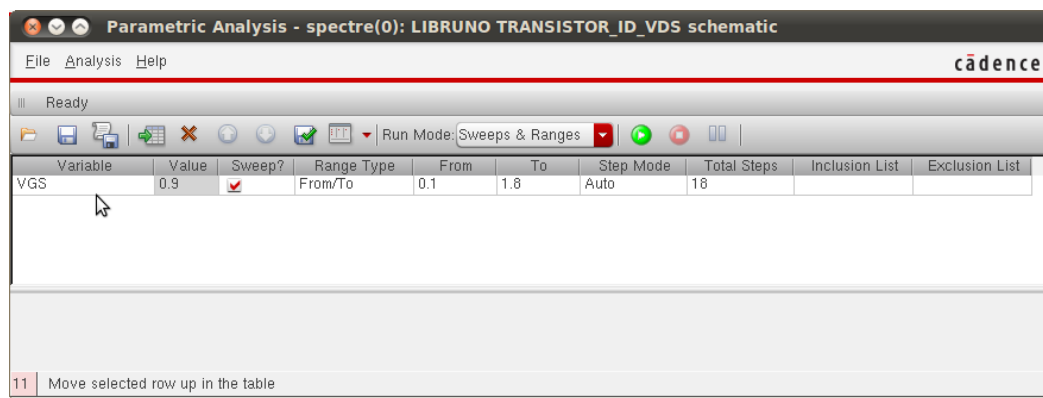 Parametric Analysis - spectre(0): LIBRUNO TRANSISTOR_ID_VDS schematic
File Analysis Help cādence
Ready
Run Mode: Sweeps & Ranges
Variable Value Sweep? Range Type From To Step Mode Total Steps Inclusion List Exclusion List
VGS 0.9 From/To 0.1 1.8 Auto 18
11 Move selected row up in the table